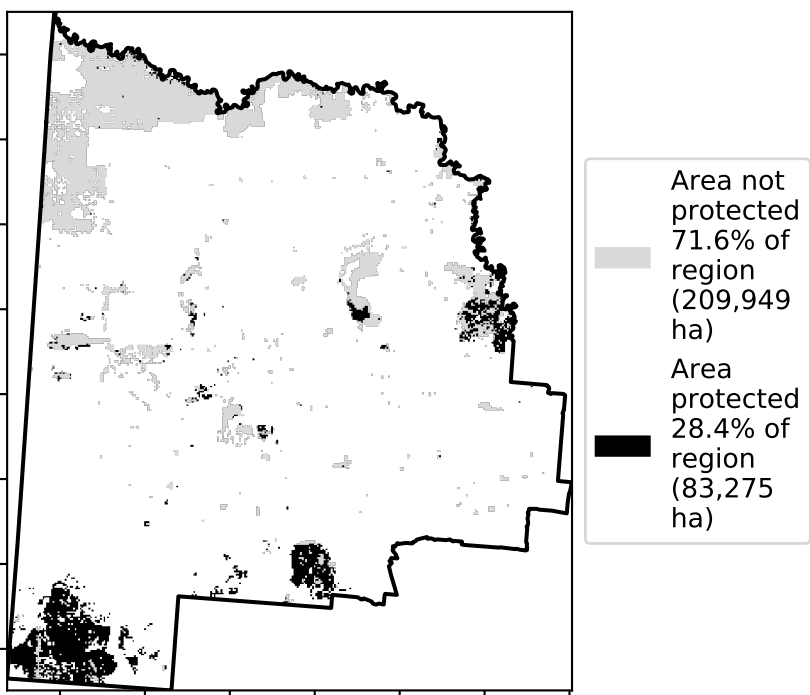 Area not
protected
71.6% of
region
(209,949
ha)
Area
protected
28.4% of
region
(83,275
ha)